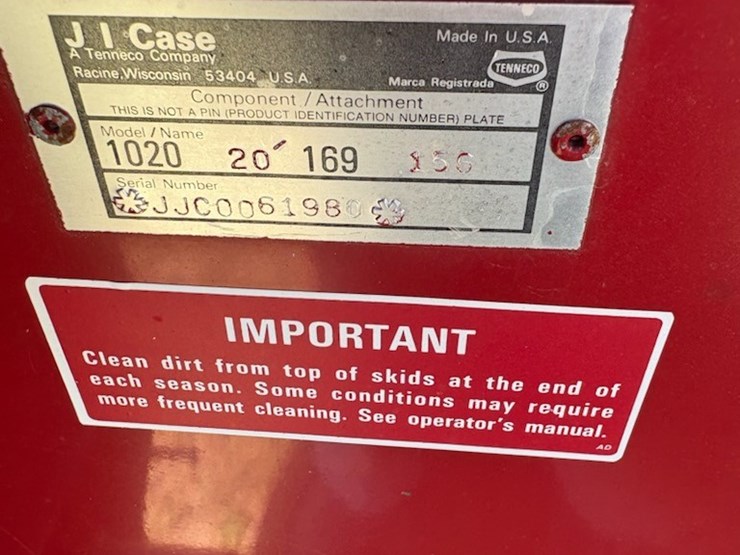 J I Case
A Tenneco Company
Racine, Wisconsin 53404 U.S.A.
Made In U.S.A.
TENNECO
Marca Registrada ®
Component / Attachment
THIS IS NOT A PIN (PRODUCT IDENTIFICATION NUMBER) PLATE
Model / Name
1020 20' 169 156
Serial Number
JJC0061980
IMPORTANT
Clean dirt from top of skids at the end of
each season. Some conditions may require
more frequent cleaning. See operator's manual.
AD